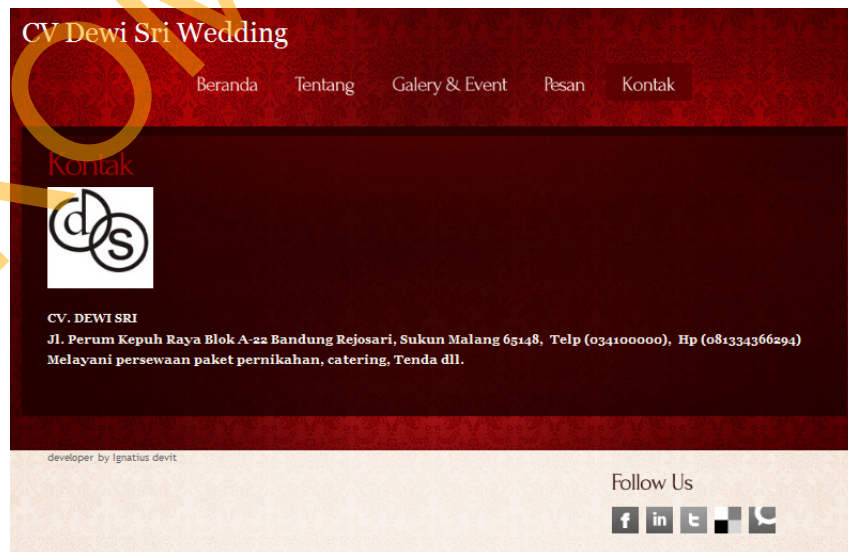 CV Dewi Sri Wedding
Beranda Tentang Galery & Event Pesan Kontak
Kontak
ds
CV. DEWI SRI
Jl. Perum Kepuh Raya Blok A-22 Bandung Rejosari, Sukun Malang 65148, Telp (034100000), Hp (081334366294)
Melayani persewaan paket pernikahan, catering, Tenda dll.
developer by Ignatius devit
Follow Us
f in t